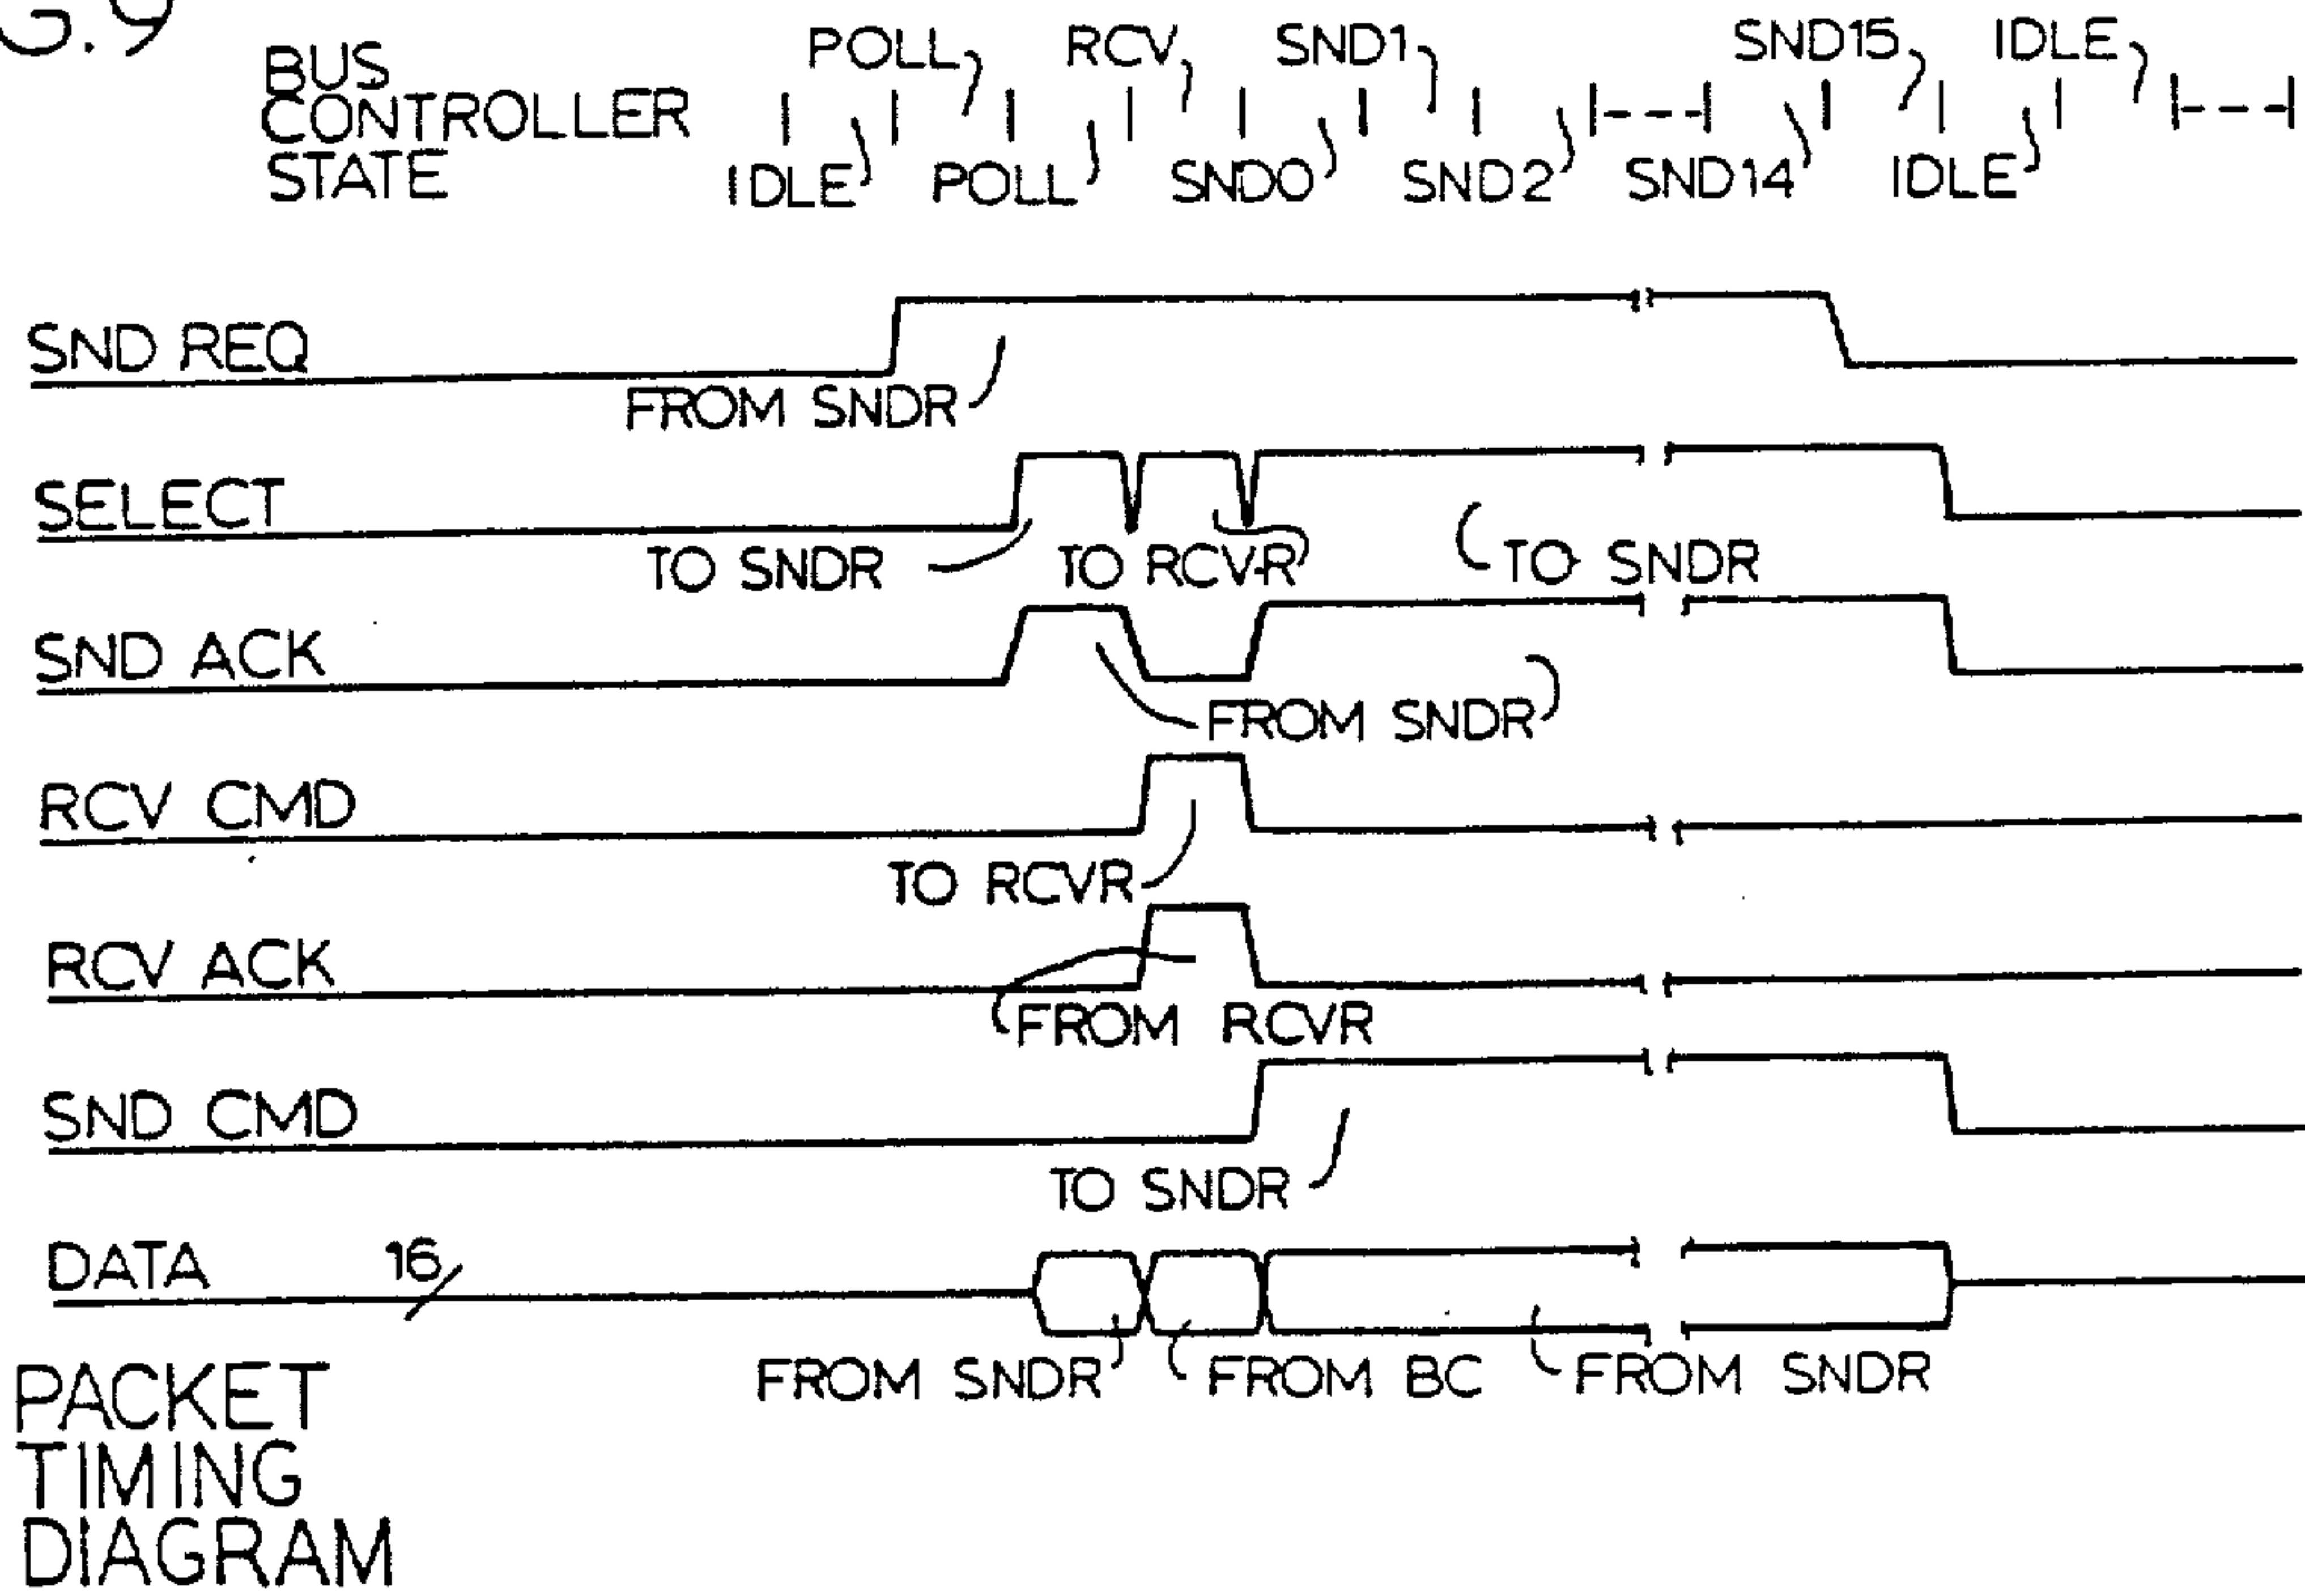 G.9
BUS
CONTROLLER
STATE
POLL RCV SND1 SND15 IDLE
IDLE POLL SND0 SND2 SND14 IDLE
SND REQ
FROM SNDR
SELECT
TO SNDR TO RCVR TO SNDR
SND ACK
FROM SNDR
RCV CMD
TO RCVR
RCV ACK
FROM RCVR
SND CMD
TO SNDR
DATA 16
FROM SNDR FROM BC FROM SNDR
PACKET
TIMING
DIAGRAM